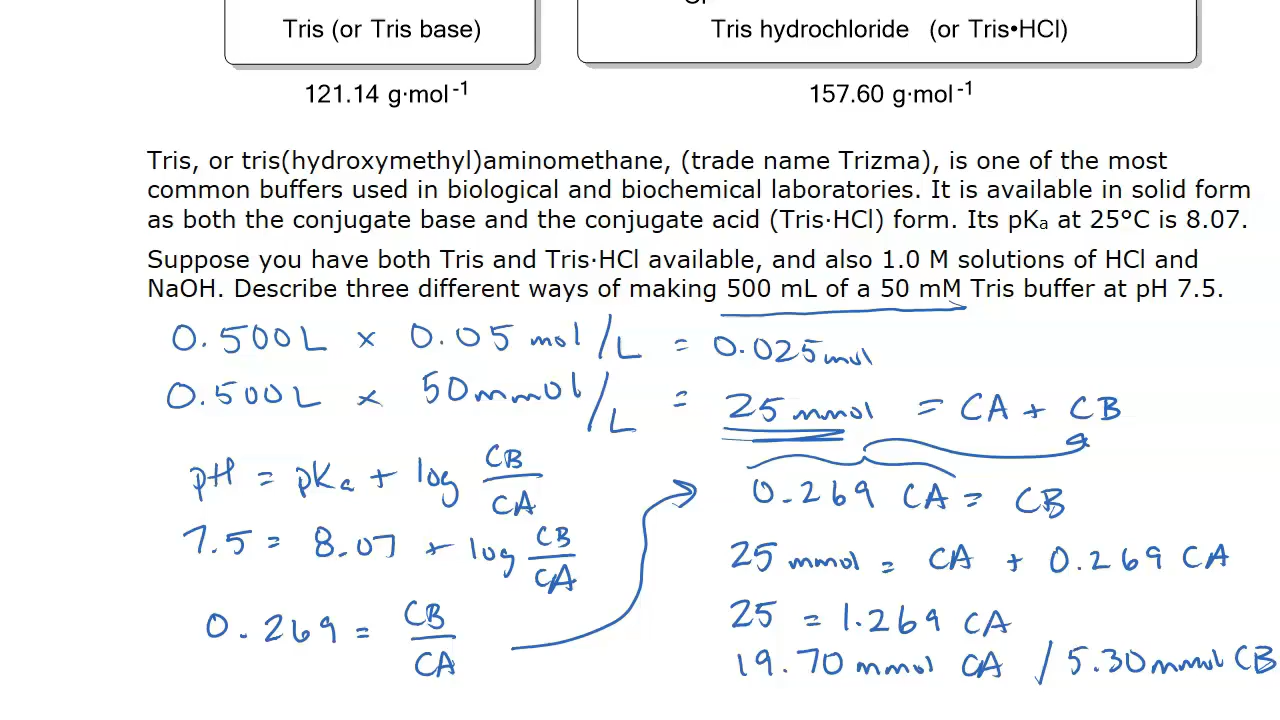 Tris (or Tris base)
Tris hydrochloride (or Tris•HCl)
121.14 g·mol⁻¹
157.60 g·mol⁻¹
Tris, or tris(hydroxymethyl)aminomethane, (trade name Trizma), is one of the most
common buffers used in biological and biochemical laboratories. It is available in solid form
as both the conjugate base and the conjugate acid (Tris·HCl) form. Its pKₐ at 25°C is 8.07.
Suppose you have both Tris and Tris·HCl available, and also 1.0 M solutions of HCl and
NaOH. Describe three different ways of making 500 mL of a 50 mM Tris buffer at pH 7.5.
0.500L × 0.05 mol/L = 0.025 mol
0.500L × 50 mmol/L = 25 mmol = CA + CB
pH = pKa + log CB/CA
7.5 = 8.07 + log CB/CA
0.269 = CB/CA
0.269 CA = CB
25 mmol = CA + 0.269 CA
25 = 1.269 CA
19.70 mmol CA / 5.30 mmol CB